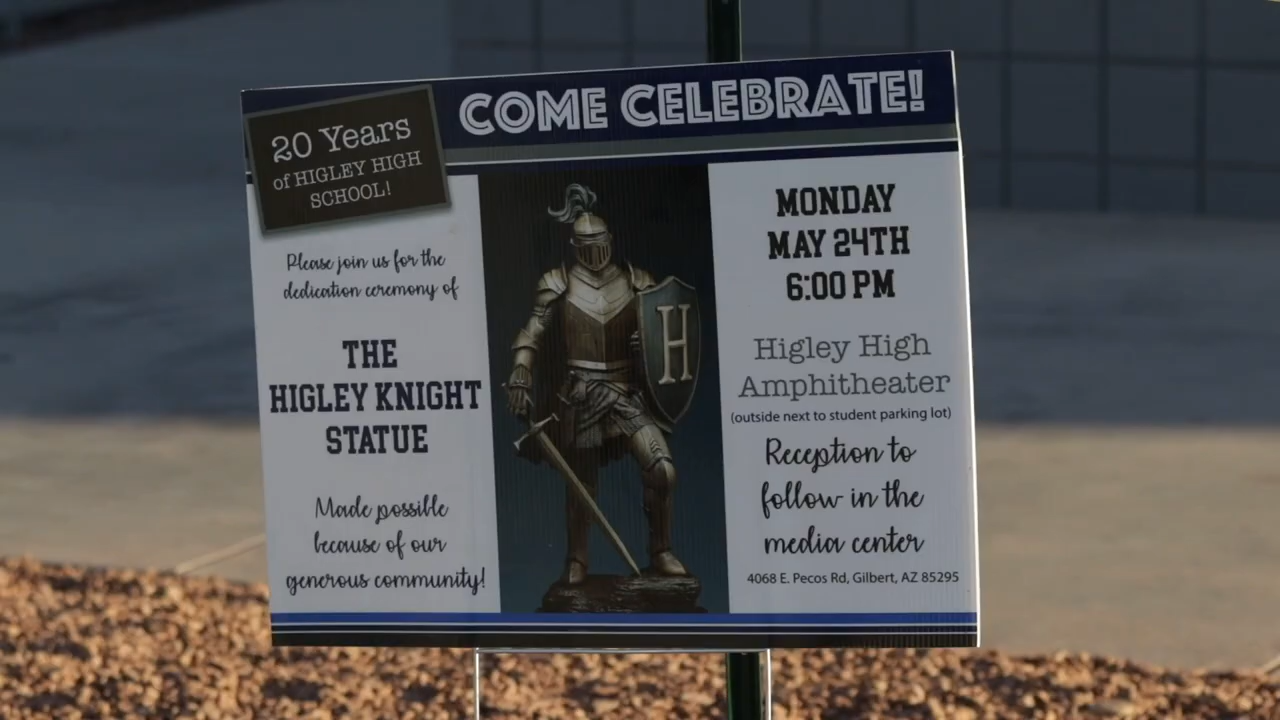 COME CELEBRATE!
20 Years
of HIGLEY HIGH
SCHOOL!
Please join us for the
dedication ceremony of
THE
HIGLEY KNIGHT
STATUE
Made possible
because of our
generous community!
H
MONDAY
MAY 24TH
6:00 PM
Higley High
Amphitheater
(outside next to student parking lot)
Reception to
follow in the
media center
4068 E. Pecos Rd, Gilbert, AZ 85295